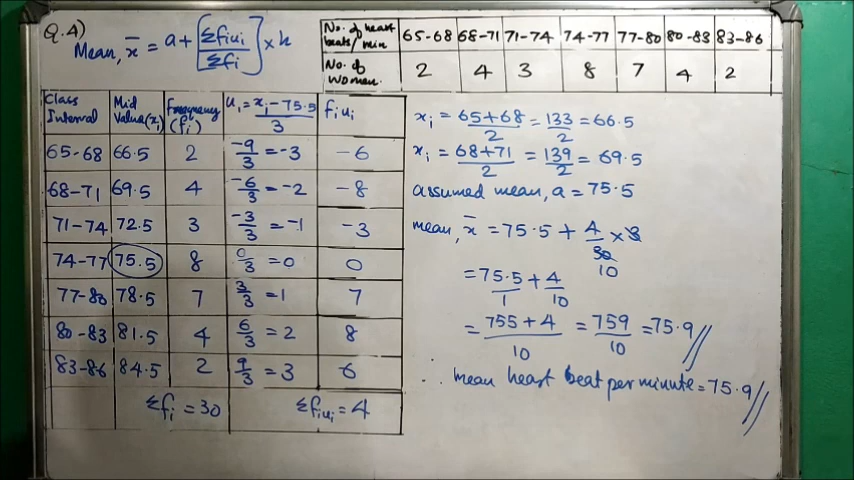 Q.4)
Mean, x̄ = a + [Σfiui / Σfi] × h
No. of heart beats/min 65-68 68-71 71-74 74-77 77-80 80-83 83-86
No. of Women. 2 4 3 8 7 4 2
Class Interval Mid Value(xi) Frequency (fi) ui = xi-75.5/3 fiui
65-68 66.5 2 -9/3 = -3 -6
68-71 69.5 4 -6/3 = -2 -8
71-74 72.5 3 -3/3 = -1 -3
74-77 75.5 8 0/3 = 0 0
77-80 78.5 7 3/3 = 1 7
80-83 81.5 4 6/3 = 2 8
83-86 84.5 2 9/3 = 3 6
Σfi = 30 Σfiui = 4
xi = 65+68/2 = 133/2 = 66.5
xi = 68+71/2 = 139/2 = 69.5
assumed mean, a = 75.5
mean, x̄ = 75.5 + 4/30 × 3
10
= 75.5/1 + 4/10
= 755+4/10 = 759/10 = 75.9//
∴ mean heart beat per minute = 75.9//